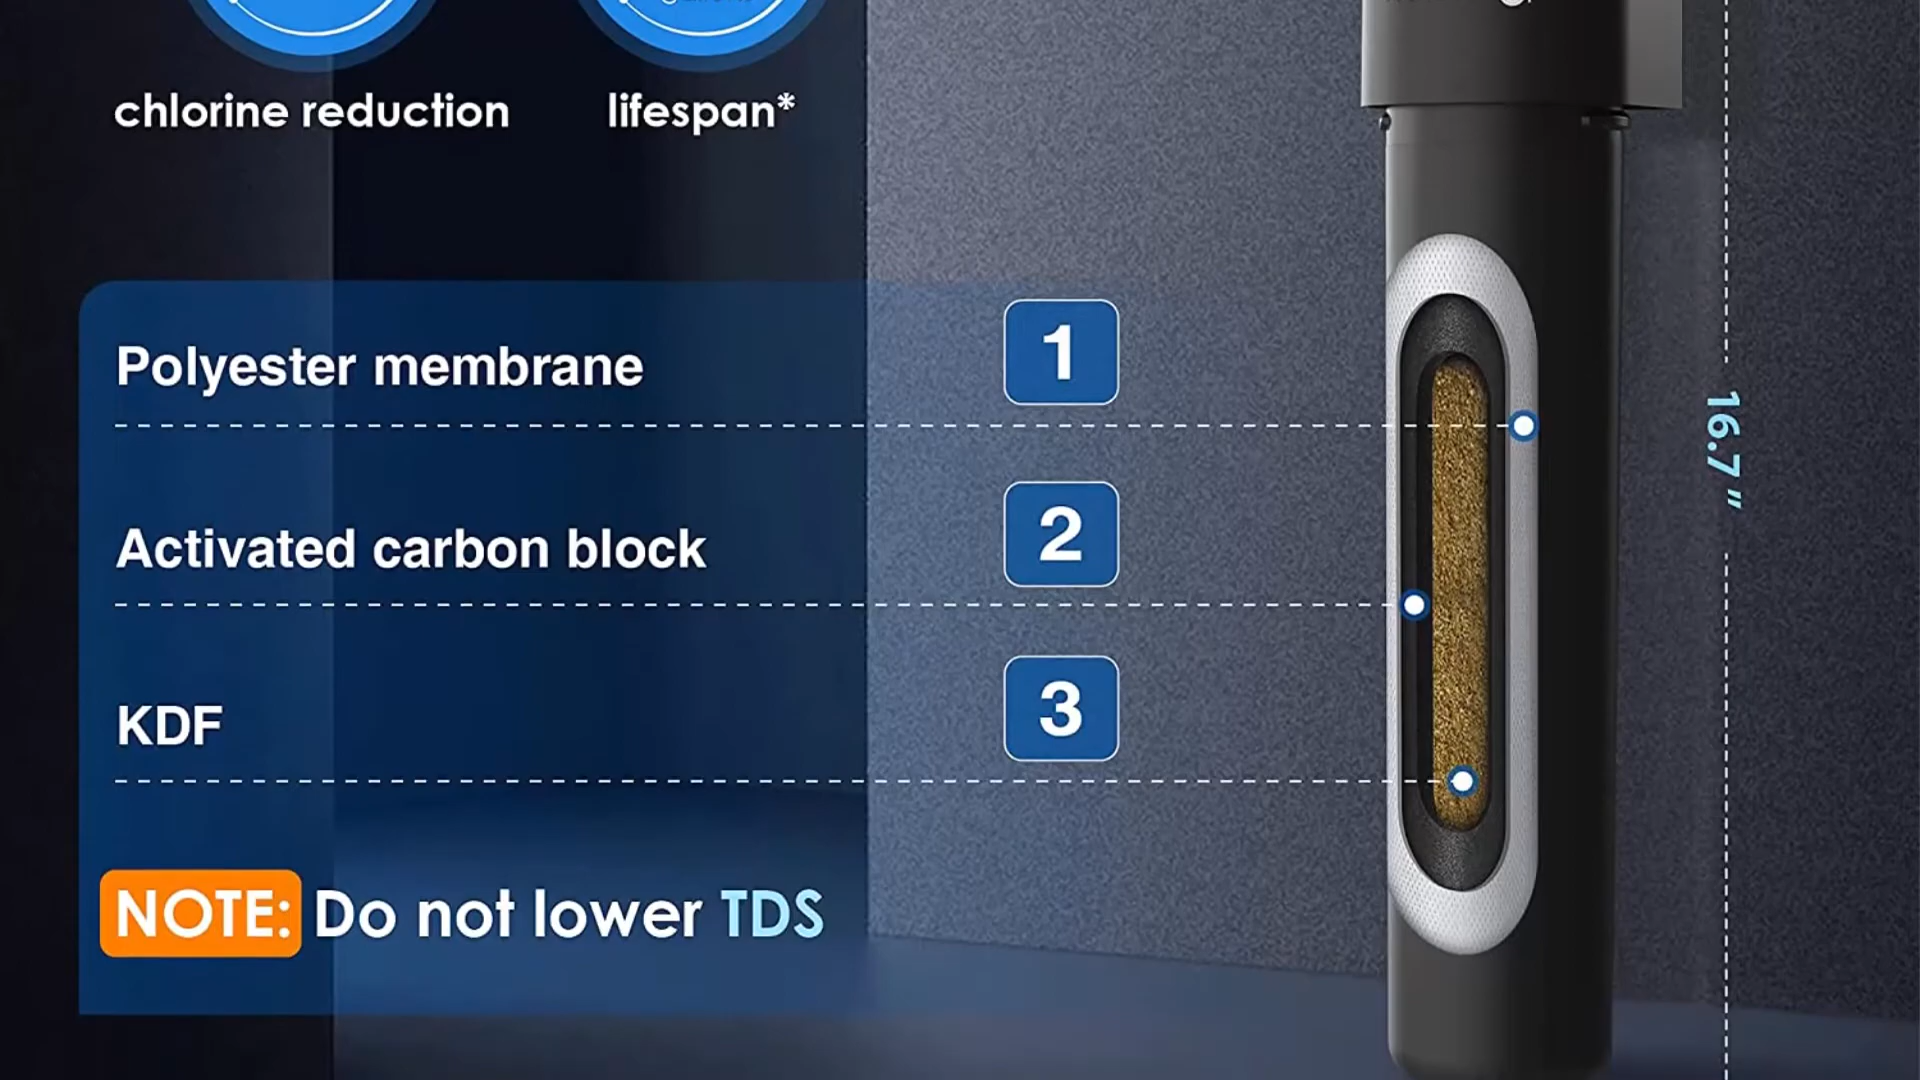 chlorine reduction
lifespan*
Polyester membrane
1
Activated carbon block
2
KDF
3
NOTE: Do not lower TDS
16.7"